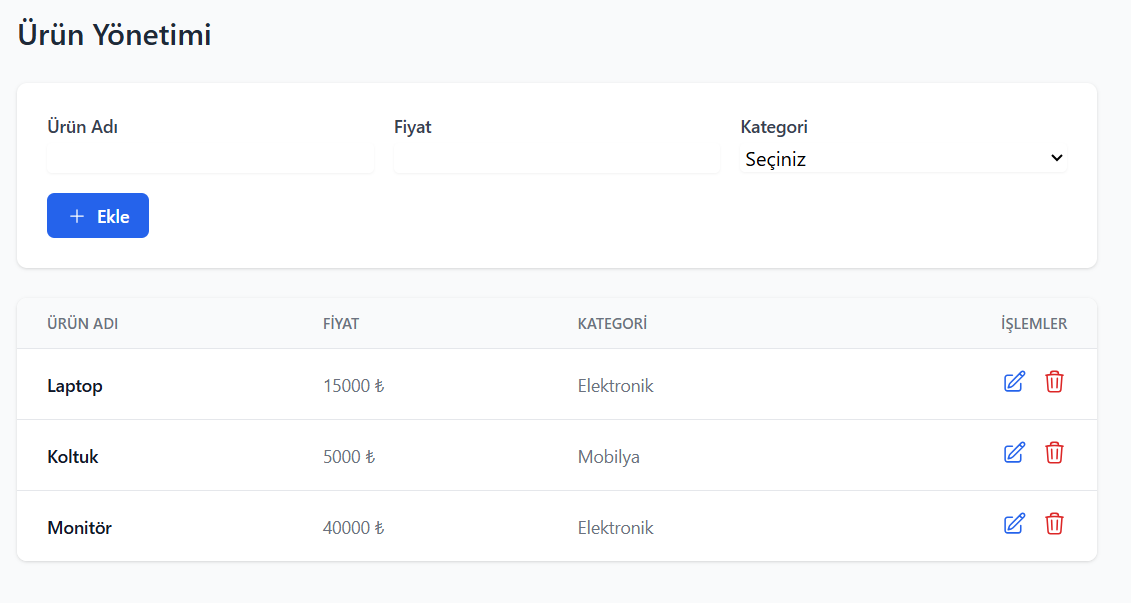 Ürün Yönetimi
Ürün Adı Fiyat Kategori
Seçiniz
+ Ekle
ÜRÜN ADI FİYAT KATEGORİ İŞLEMLER
Laptop 15000 ₺ Elektronik
Koltuk 5000 ₺ Mobilya
Monitör 40000 ₺ Elektronik